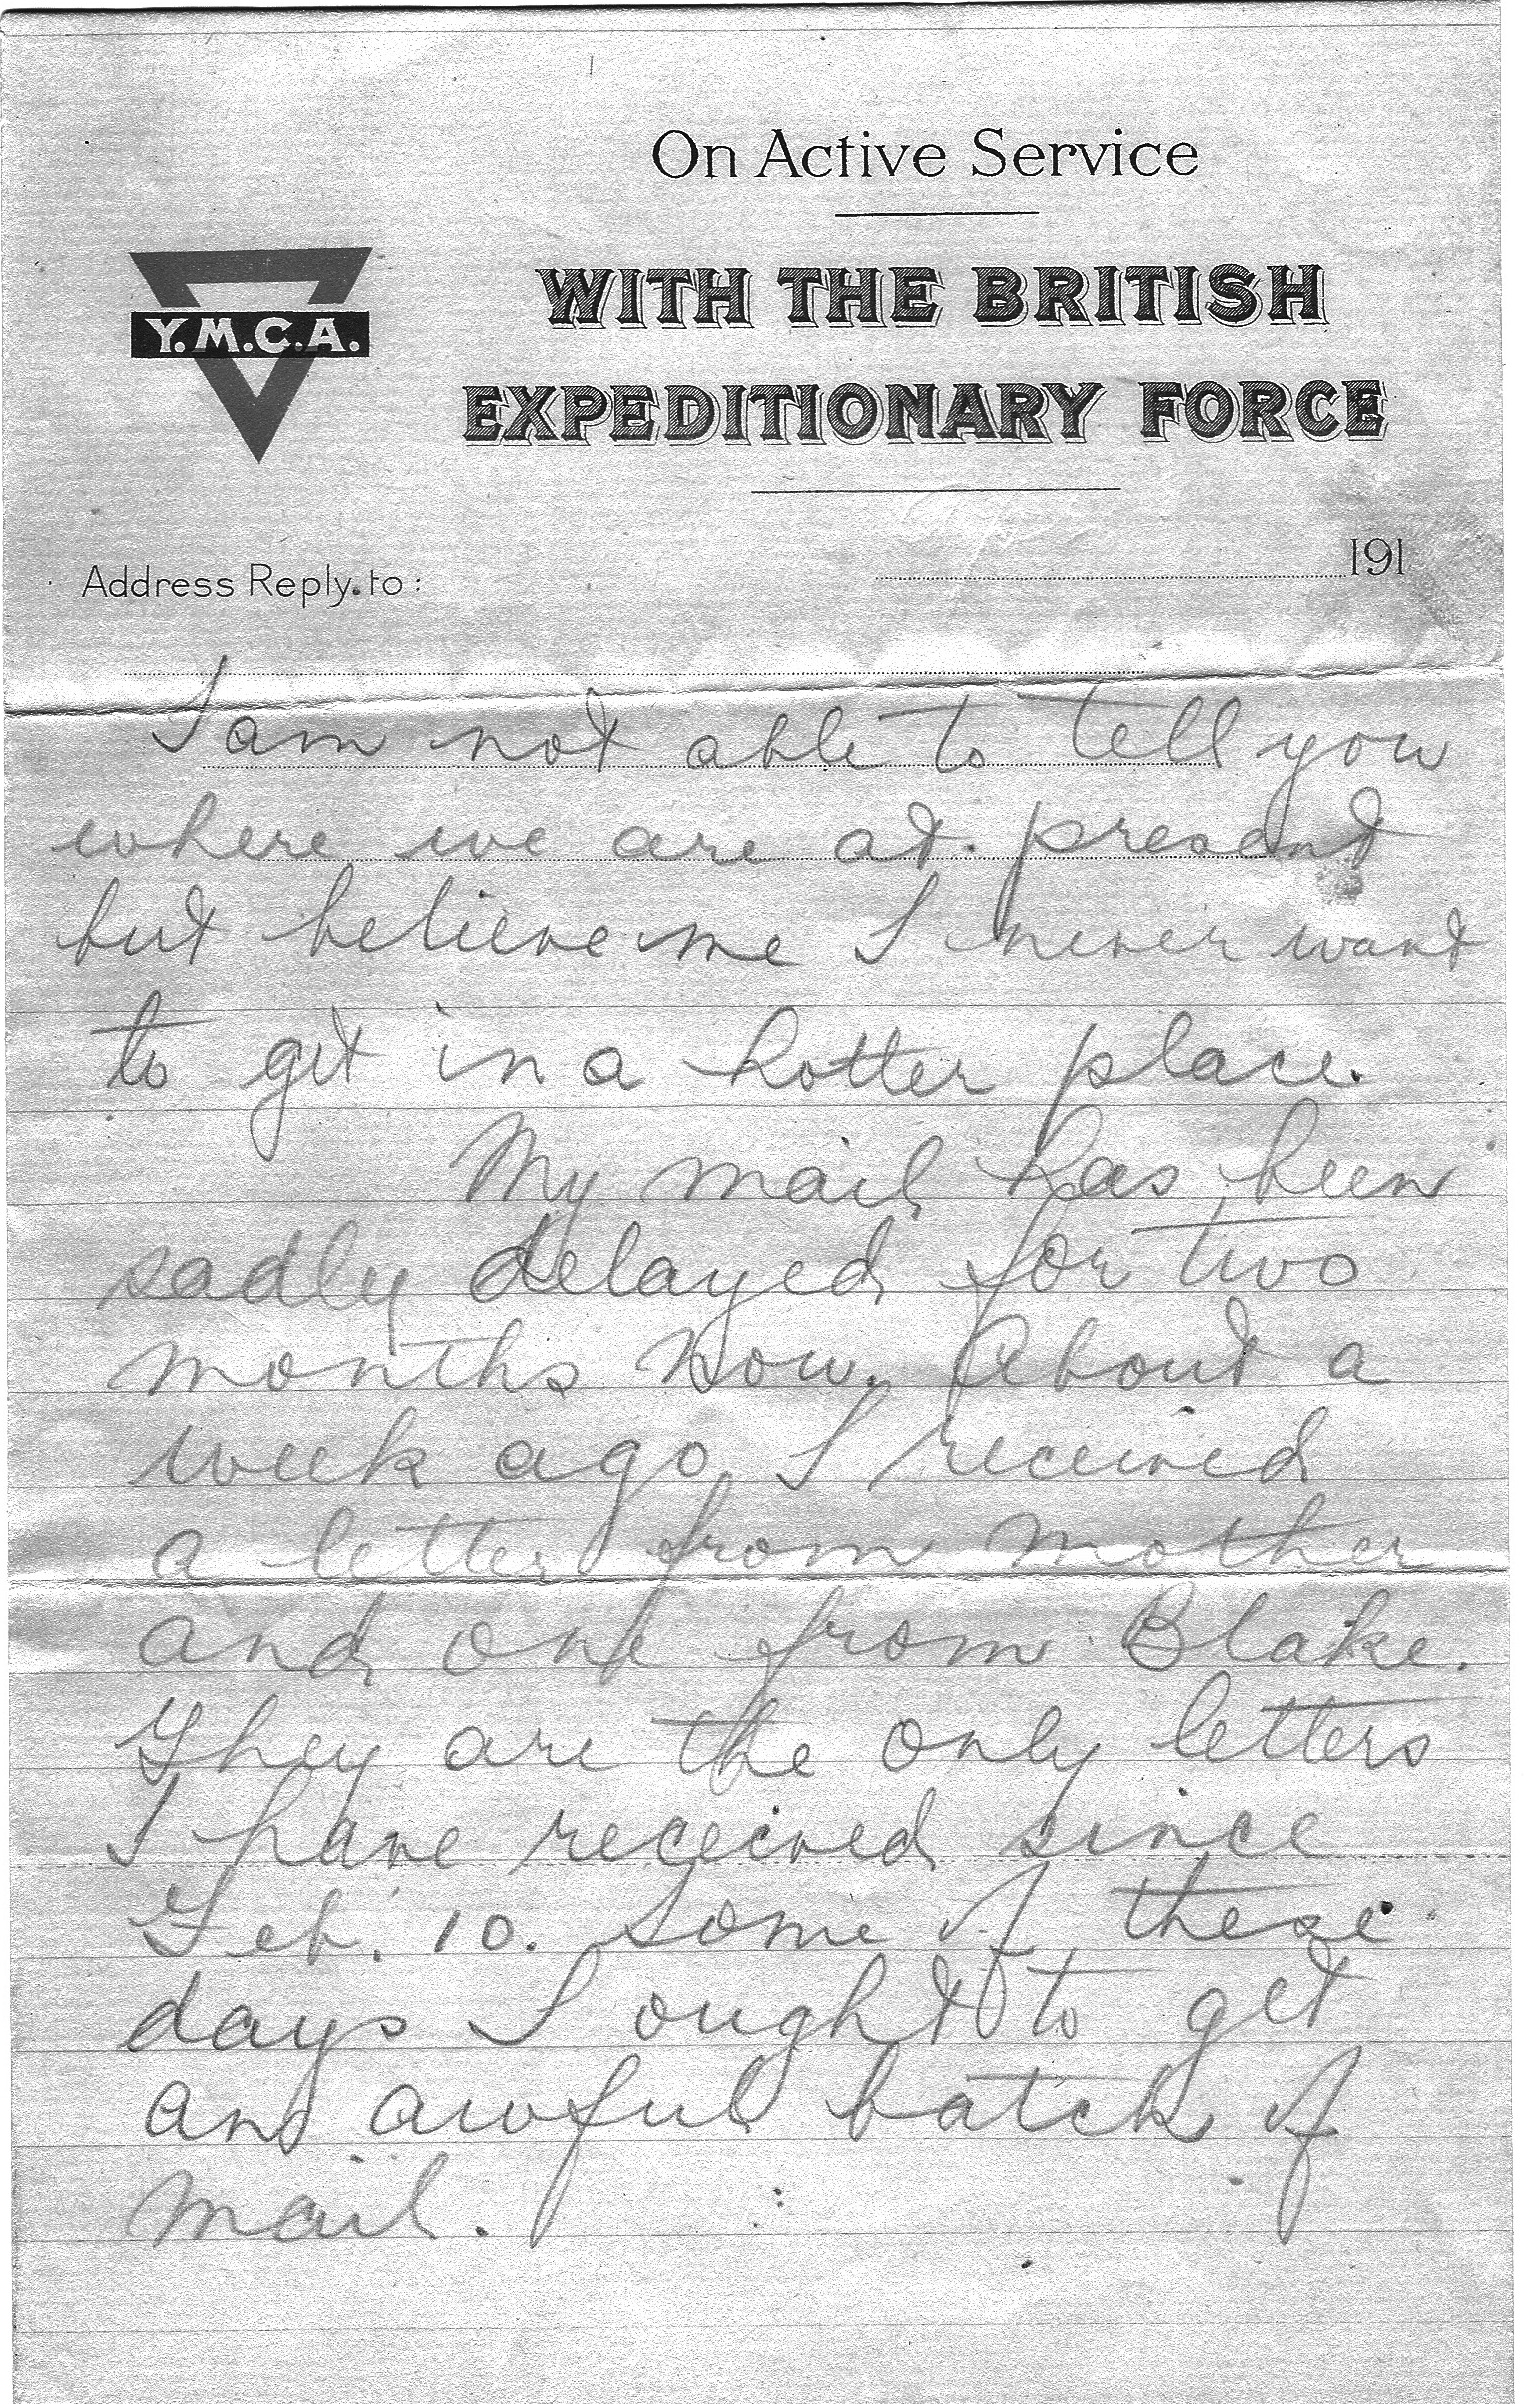 On Active Service
WITH THE BRITISH
Y.M.C.A.
EXPEDITIONARY FORCE
191
Address Reply to:
I am not able to tell you
where we are at present
but believe me I never want
to get in a hotter place.
My mail has been
sadly delayed for two
months now. About a
week ago I received
a letter from mother
and one from Blake.
They are the only letters
I have received since
Feb. 10. Some of these
days I ought to get
an awful batch of
mail.